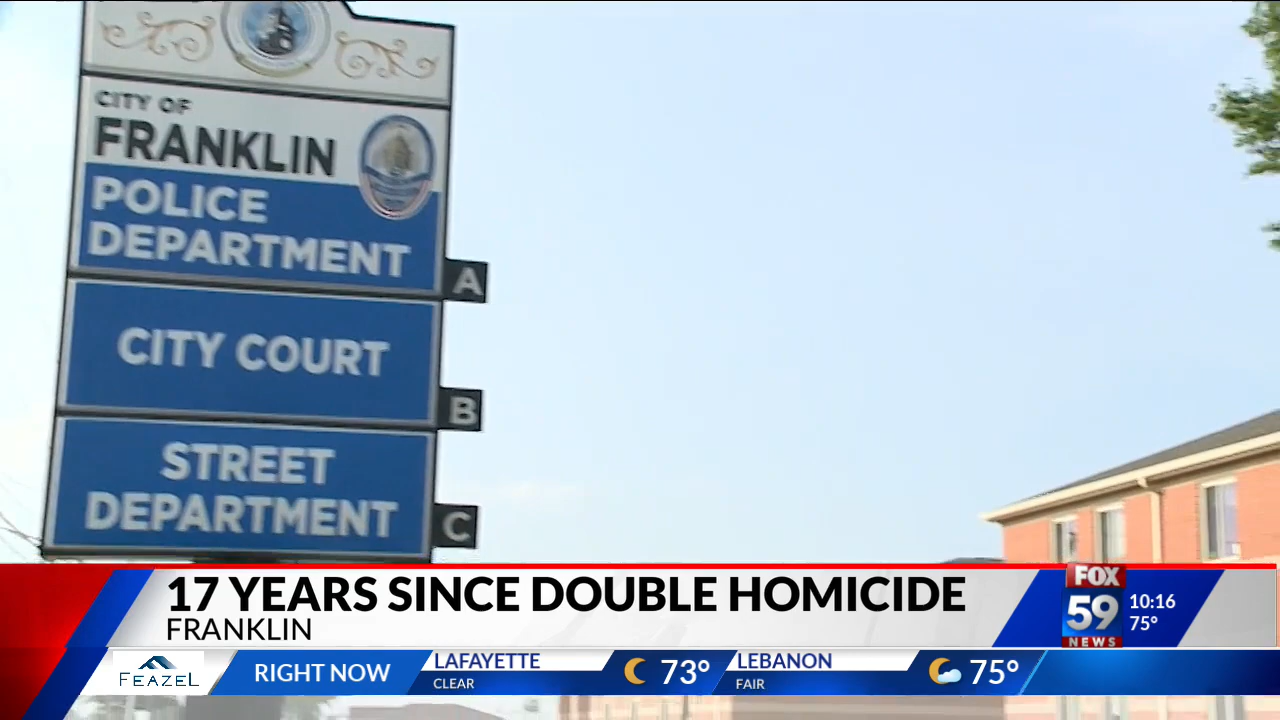 CITY OF
FRANKLIN
POLICE
DEPARTMENT
A
CITY COURT
B
STREET
DEPARTMENT
C
17 YEARS SINCE DOUBLE HOMICIDE
FRANKLIN
FOX
59
NEWS
10:16
75°
FEAZEL
RIGHT NOW
LAFAYETTE
CLEAR
73°
LEBANON
FAIR
75°